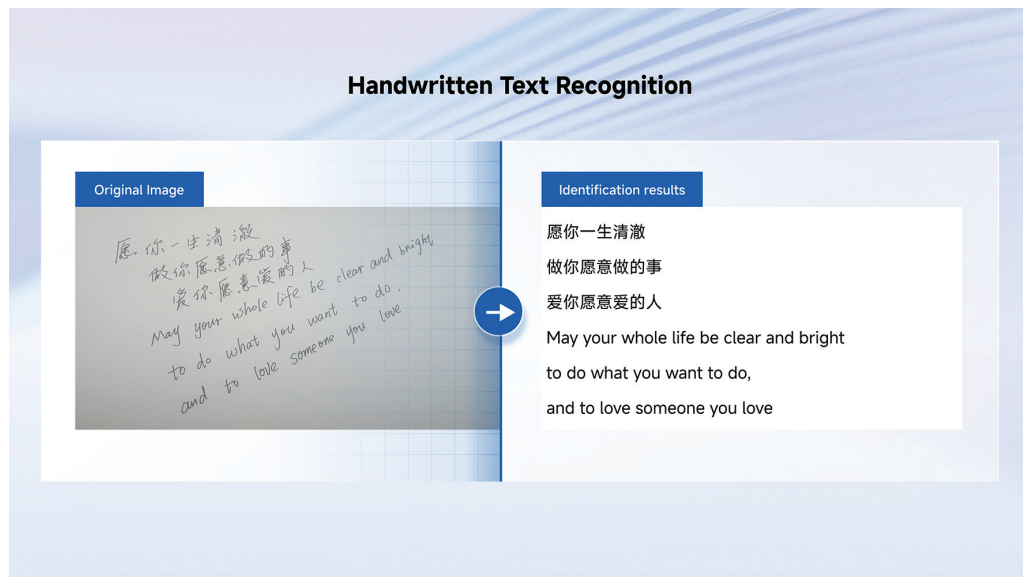 Handwritten Text Recognition
Original Image
愿你一生清澈
做你愿意做的事
爱你愿意爱的人
May your whole life be clear and bright
to do what you want to do,
and to love someone you love
Identification results
愿你一生清澈
做你愿意做的事
爱你愿意爱的人
May your whole life be clear and bright
to do what you want to do,
and to love someone you love